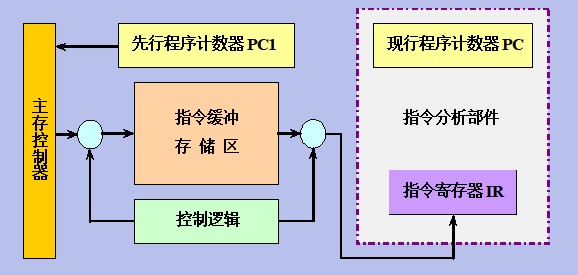 先行程序计数器 PC1
现行程序计数器 PC
主存控制器
指令缓冲
存 储 区
指令分析部件
控制逻辑
指令寄存器 IR